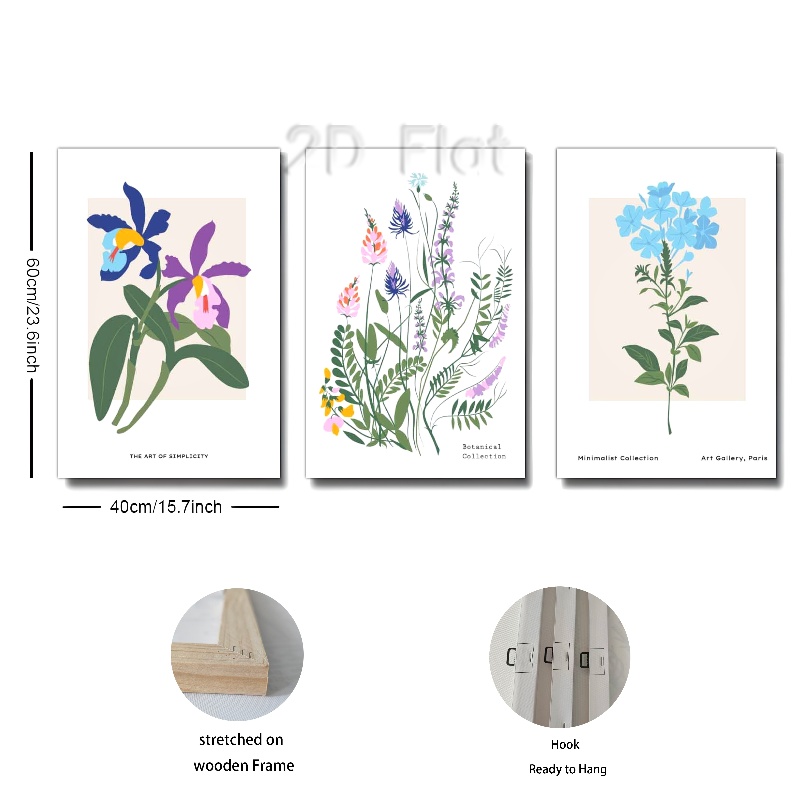 2D Flat
60cm/23.6inch
THE ART OF SIMPLICITY
Botanical
Collection
Minimalist Collection
Art Gallery, Paris
40cm/15.7inch
stretched on
wooden Frame
Hook
Ready to Hang